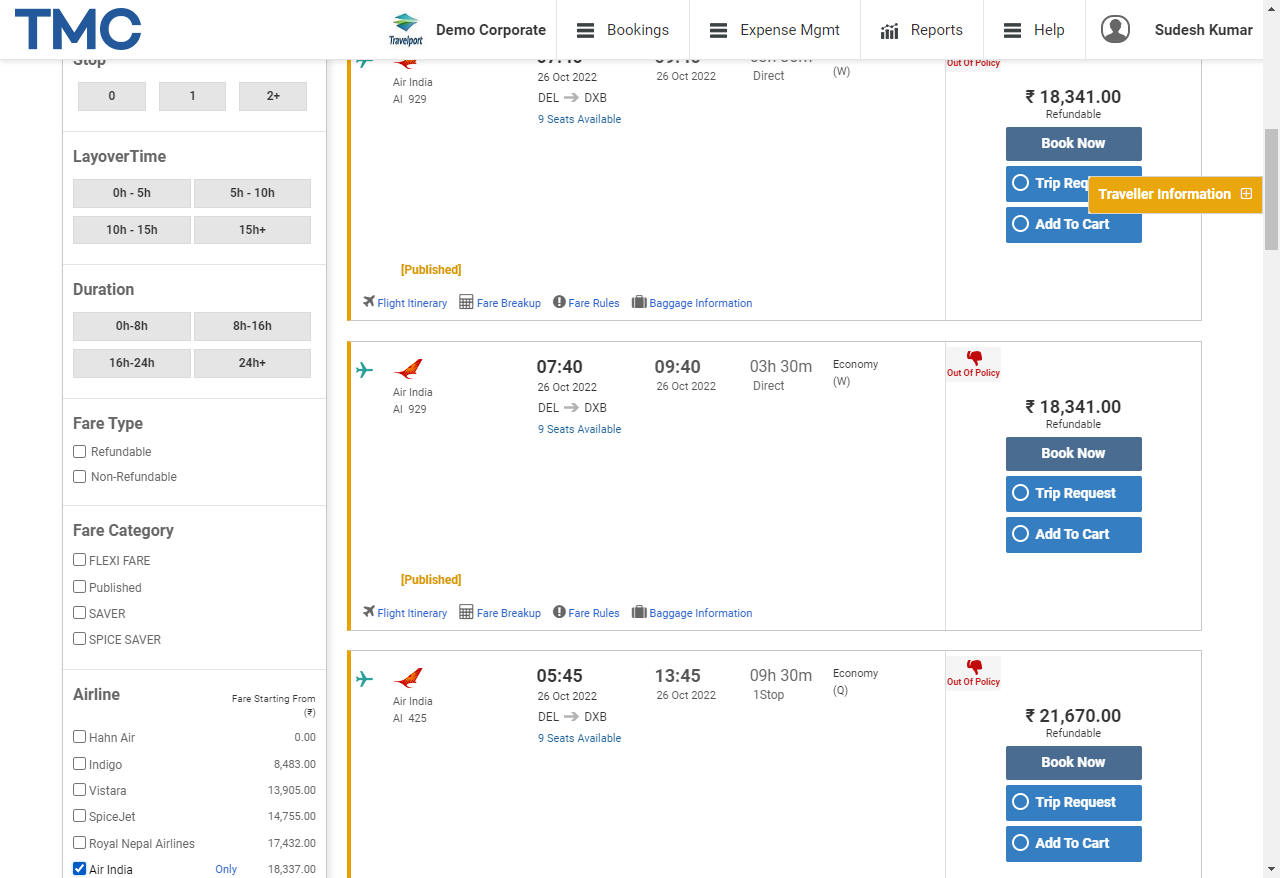 TMC
Travelport
Demo Corporate
Bookings
Expense Mgmt
Reports
Help
Sudesh Kumar
Stop
0 1 2+
LayoverTime
0h - 5h 5h - 10h
10h - 15h 15h+
Duration
0h-8h 8h-16h
16h-24h 24h+
Fare Type
Refundable
Non-Refundable
Fare Category
FLEXI FARE
Published
SAVER
SPICE SAVER
Airline Fare Starting From
(₹)
Hahn Air 0.00
Indigo 8,483.00
Vistara 13,905.00
SpiceJet 14,755.00
Royal Nepal Airlines 17,432.00
Air India Only 18,337.00
Air India
AI 929
07:40
26 Oct 2022
DEL DXB
9 Seats Available
09:40
26 Oct 2022
03h 30m
Direct
(W)
Out Of Policy
₹ 18,341.00
Refundable
Book Now
Trip Req
Traveller Information
Add To Cart
[Published]
Flight Itinerary Fare Breakup Fare Rules Baggage Information
Air India
AI 929
07:40
26 Oct 2022
DEL DXB
9 Seats Available
09:40
26 Oct 2022
03h 30m
Direct
Economy
(W)
Out Of Policy
₹ 18,341.00
Refundable
Book Now
Trip Request
Add To Cart
[Published]
Flight Itinerary Fare Breakup Fare Rules Baggage Information
Air India
AI 425
05:45
26 Oct 2022
DEL DXB
9 Seats Available
13:45
26 Oct 2022
09h 30m
1Stop
Economy
(Q)
Out Of Policy
₹ 21,670.00
Refundable
Book Now
Trip Request
Add To Cart